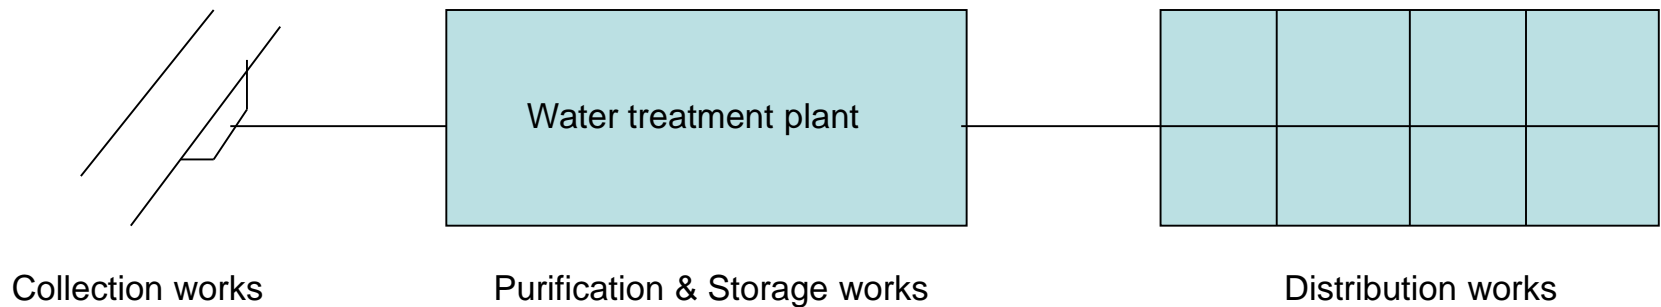 Water treatment plant
Collection works
Purification & Storage works
Distribution works